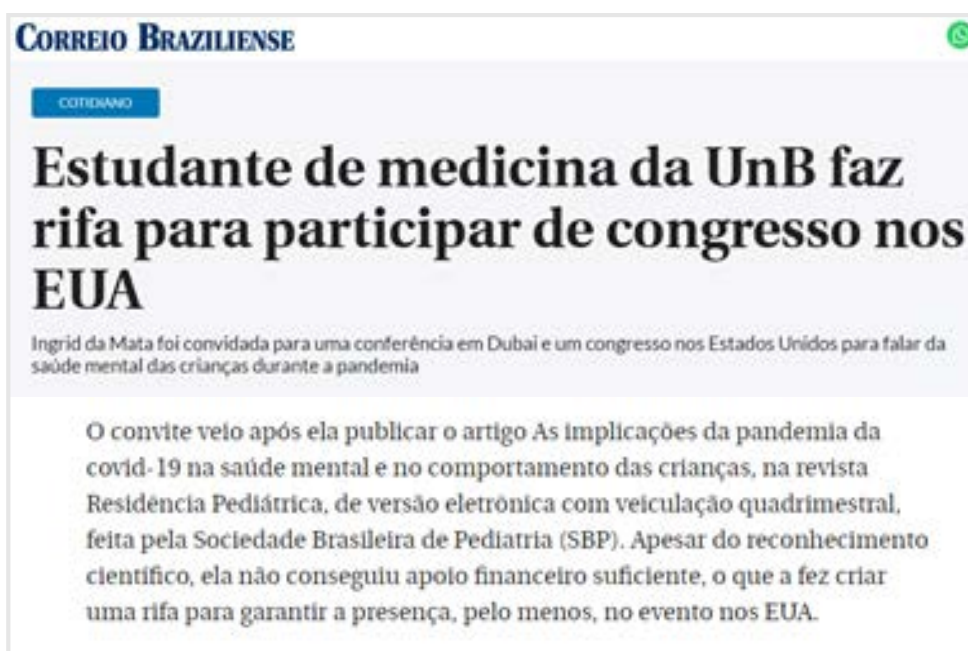 CORREIO BRAZILIENSE
COTIDIANO
Estudante de medicina da UnB faz
rifa para participar de congresso nos
EUA
Ingrid da Mata foi convidada para uma conferência em Dubai e um congresso nos Estados Unidos para falar da
saúde mental das crianças durante a pandemia
O convite veio após ela publicar o artigo As implicações da pandemia da
covid-19 na saúde mental e no comportamento das crianças, na revista
Residência Pediátrica, de versão eletrônica com veiculação quadrimestral,
feita pela Sociedade Brasileira de Pediatria (SBP). Apesar do reconhecimento
científico, ela não conseguiu apoio financeiro suficiente, o que a fez criar
uma rifa para garantir a presença, pelo menos, no evento nos EUA.